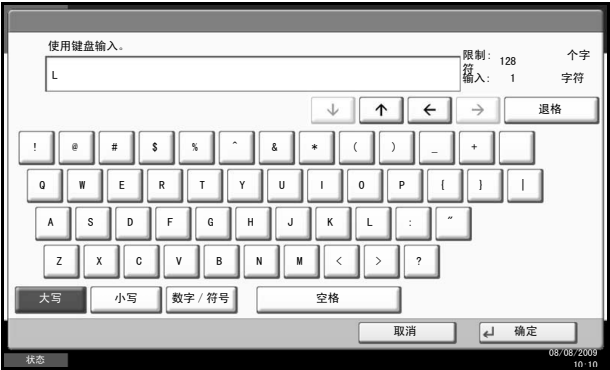 使用键盘输入。
限制: 128 个字符
输入: 1 字符
L
↓ ↑ ← → 退格
! @ # $ % ^ & * ( ) _ +
Q W E R T Y U I O P { } |
A S D F G H J K L : ″
Z X C V B N M < > ?
大写 小写 数字 / 符号 空格
取消 ↵ 确定
状态 08/08/2009
10:10